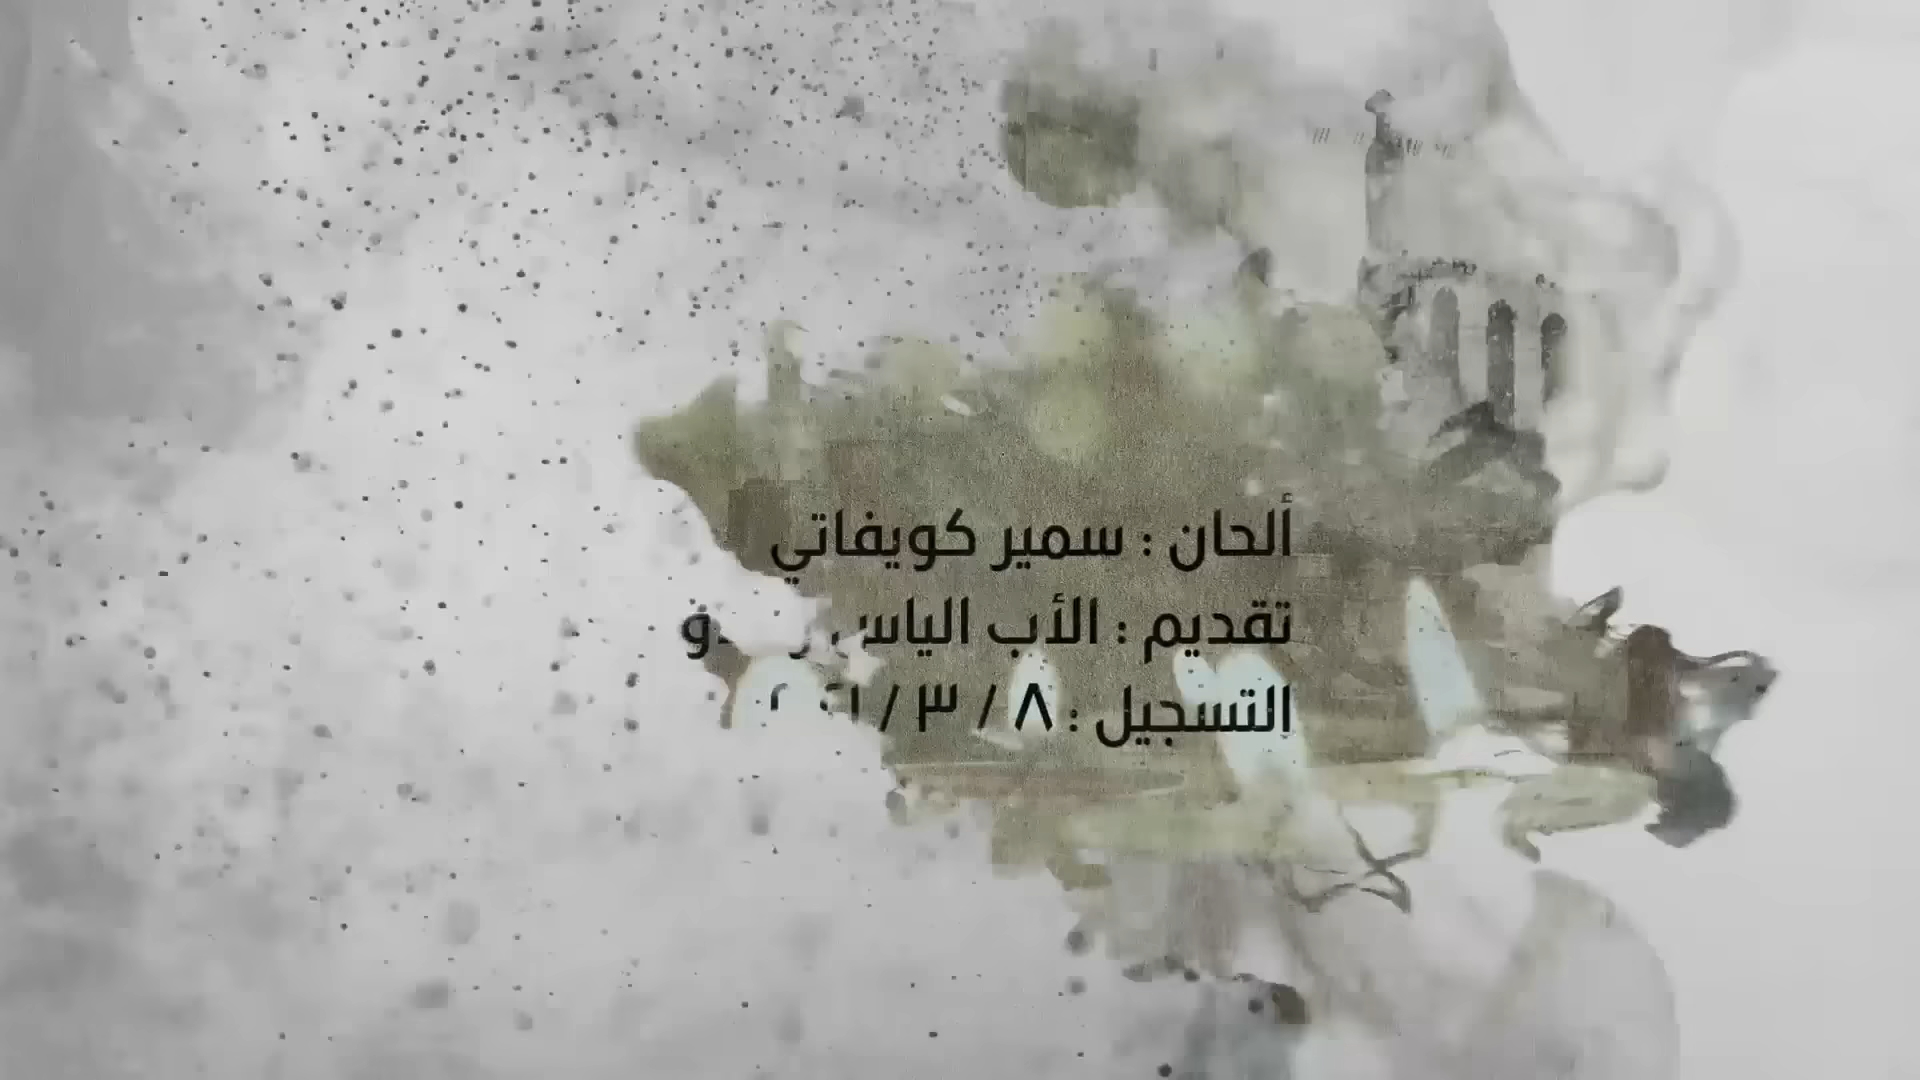 ألحان : سمير كويفاتي
تقديم : الأب الياس
التسجيل : ٨ / ٣ /